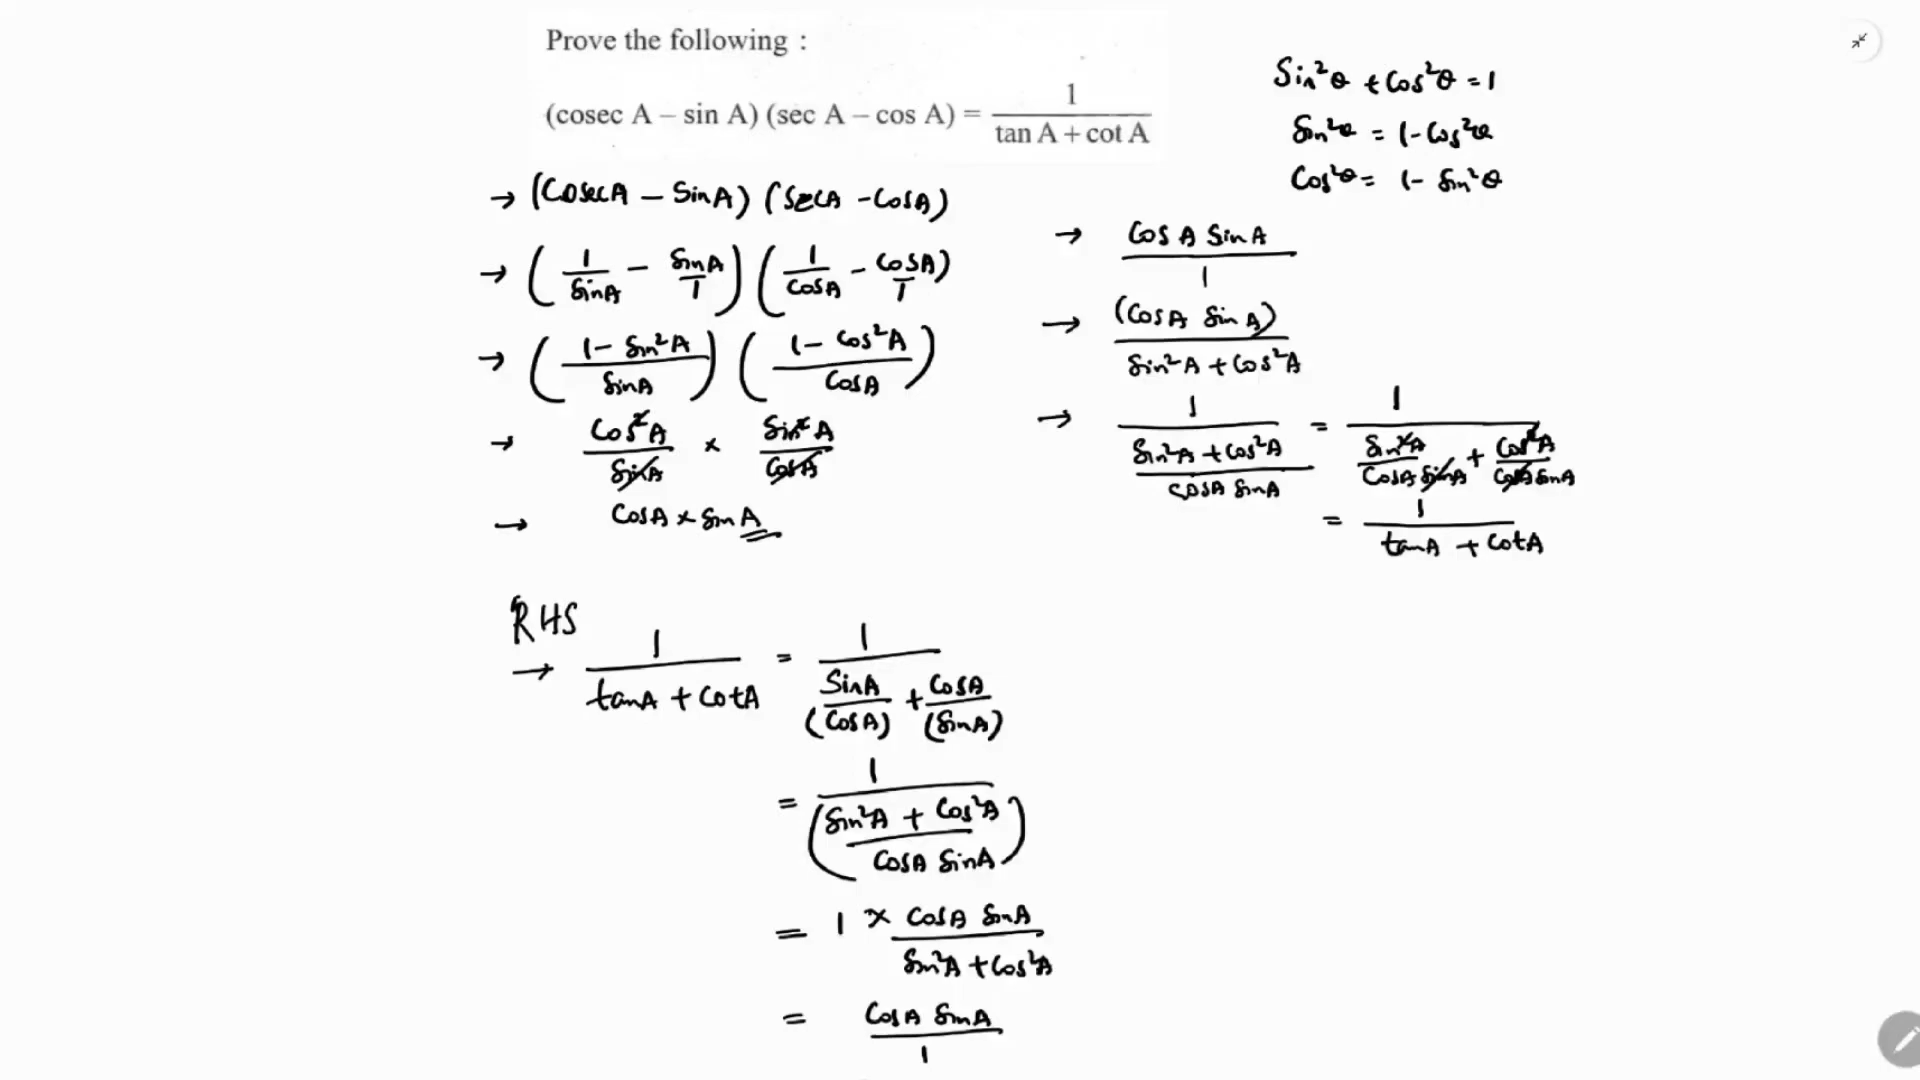 Prove the following :
(cosec A – sin A) (sec A – cos A) = 1 / (tan A + cot A)
→ (CosecA – SinA) (SecA – CosA)
→ (1/SinA – SinA/1) (1/CosA – CosA/1)
→ ((1 – Sin²A)/SinA) ((1 – Cos²A)/CosA)
→ Cos²A/SinA × Sin²A/CosA
→ CosA × SinA
Sin²θ + Cos²θ = 1
Sin²θ = 1 - Cos²θ
Cos²θ = 1 - Sin²θ
→ CosA SinA / 1
→ (CosA SinA) / (Sin²A + Cos²A)
→ 1 / ((Sin²A + Cos²A) / (CosA SinA)) = 1 / (Sin²A/(CosA SinA) + Cos²A/(CosA SinA))
= 1 / (tanA + CotA)
RHS
→ 1 / (tanA + CotA) = 1 / (SinA/(CosA) + CosA/(SinA))
= 1 / ((Sin²A + Cos²A) / (CosA SinA))
= 1 × CosA SinA / (Sin²A + Cos²A)
= CosA SinA / 1